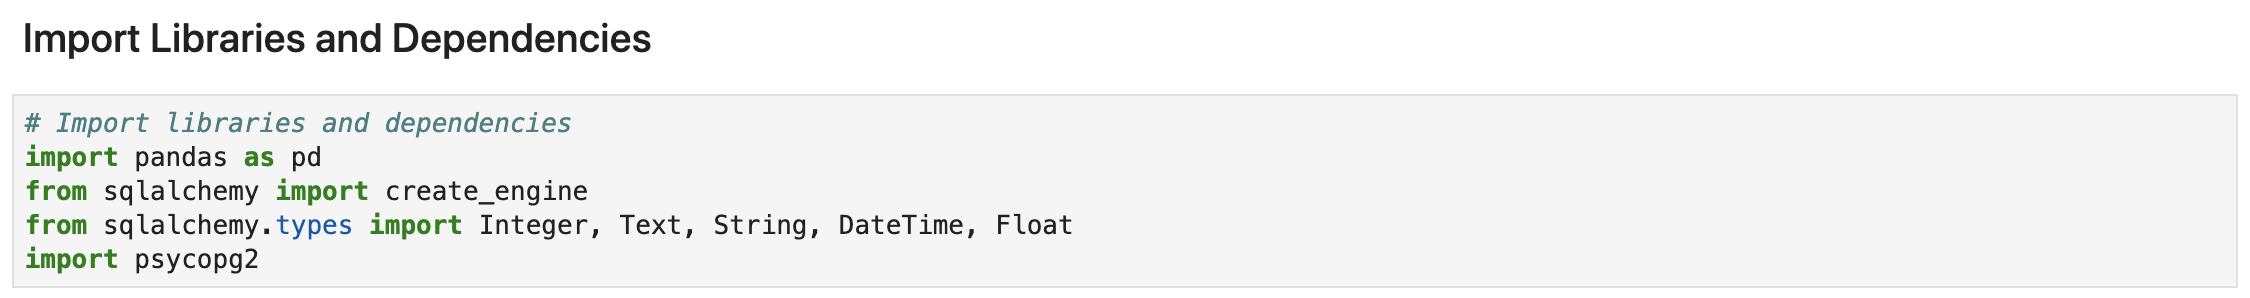 Import Libraries and Dependencies
# Import libraries and dependencies
import pandas as pd
from sqlalchemy import create_engine
from sqlalchemy.types import Integer, Text, String, DateTime, Float
import psycopg2